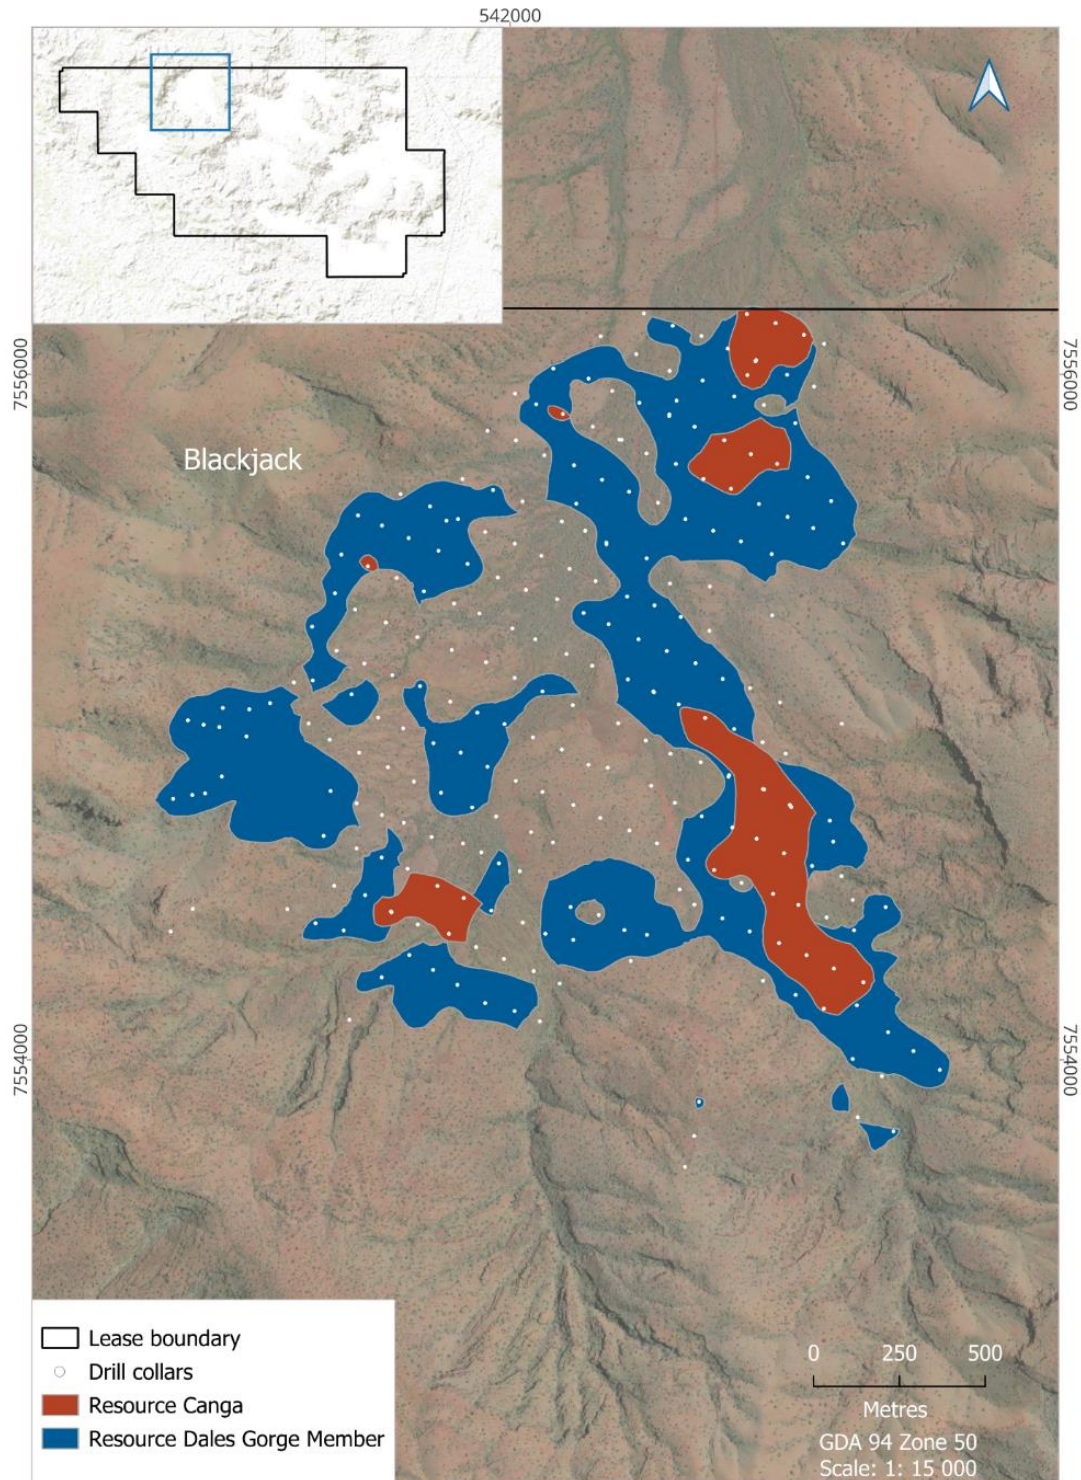 542000
7556000
7556000
Blackjack
7554000
7554000
Lease boundary
Drill collars
Resource Canga
Resource Dales Gorge Member
0 250 500
Metres
GDA 94 Zone 50
Scale: 1: 15 000